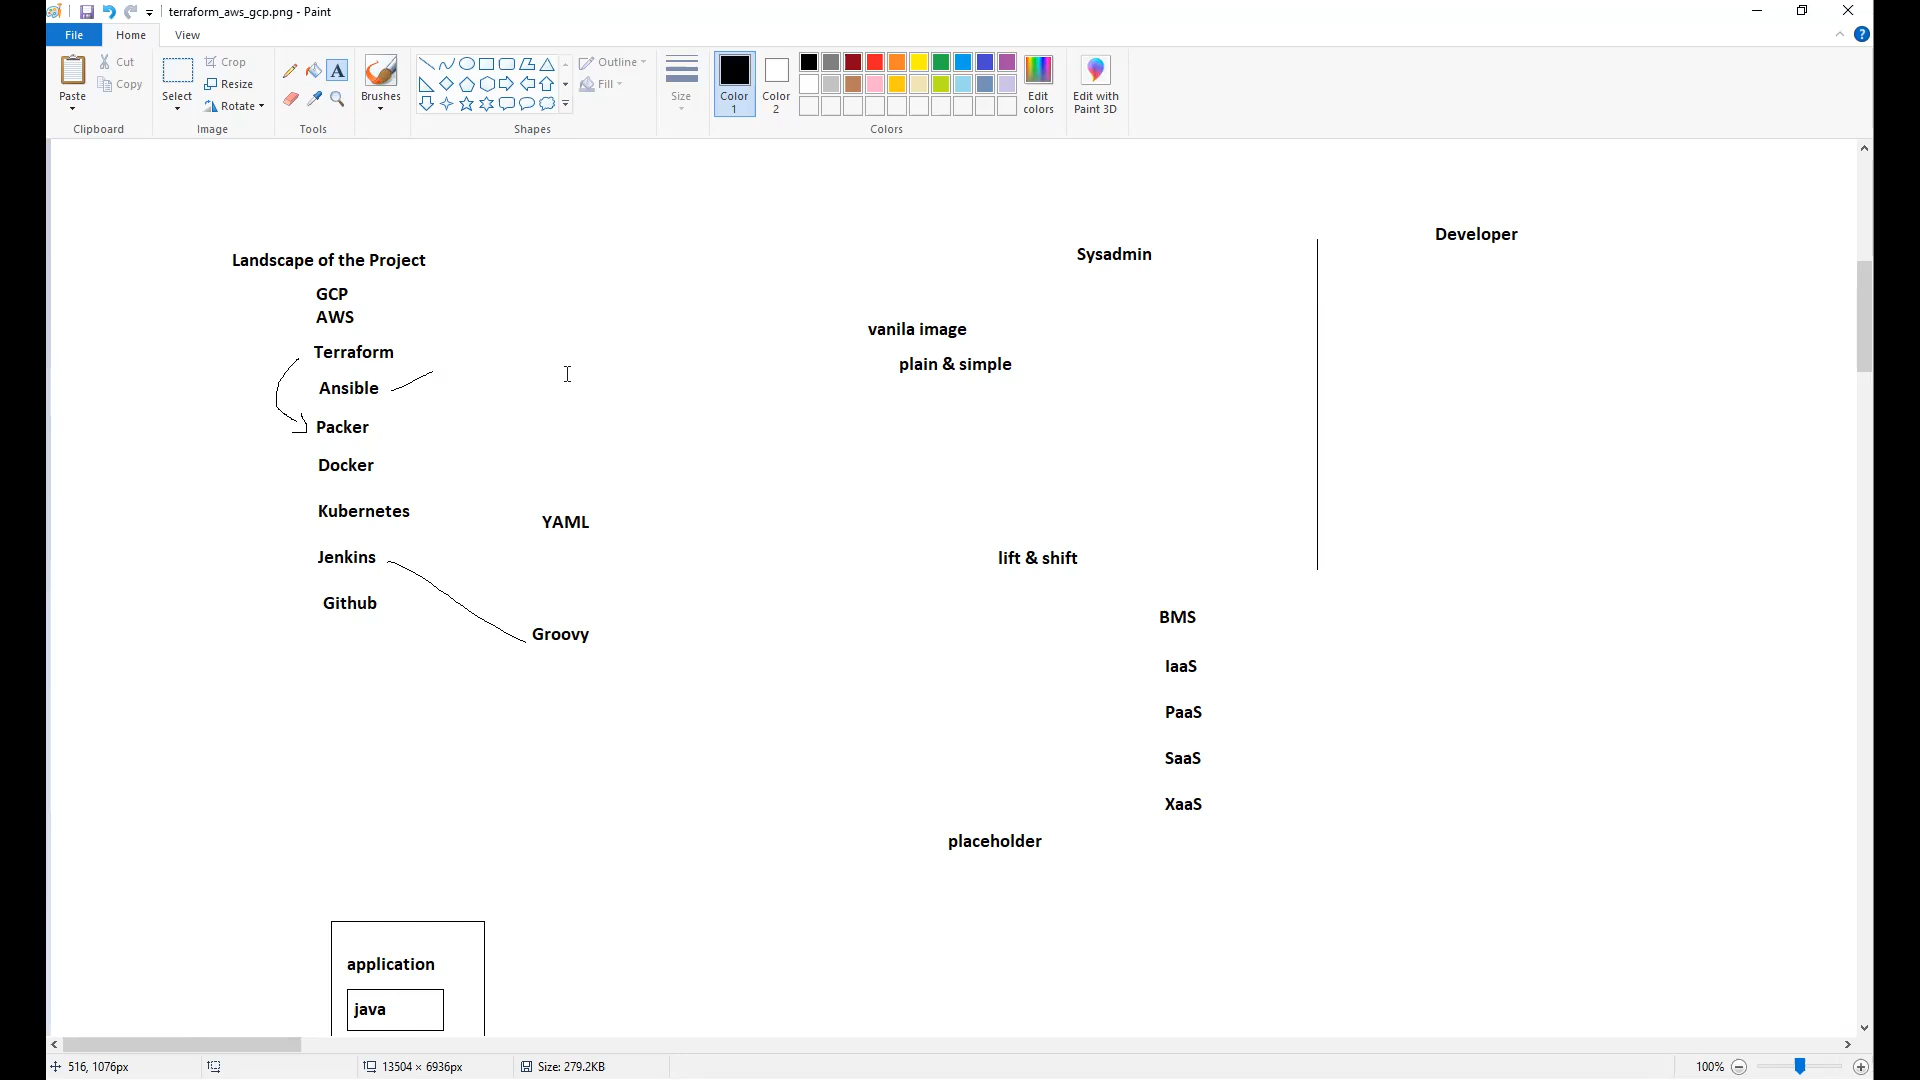 terraform_aws_gcp.png - Paint
File
Home
View
Paste
Cut
Copy
Clipboard
Select
Crop
Resize
Rotate
Image
A
Tools
Brushes
Shapes
Outline
Fill
Size
Color
1
Color
2
Colors
Edit
colors
Edit with
Paint 3D
?
Landscape of the Project
GCP
AWS
Terraform
Ansible
Packer
Docker
Kubernetes
YAML
Jenkins
Github
Groovy
Sysadmin
Developer
vanila image
plain & simple
lift & shift
BMS
IaaS
PaaS
SaaS
XaaS
placeholder
application
java
516, 1076px
13504 × 6936px
Size: 279.2KB
100%